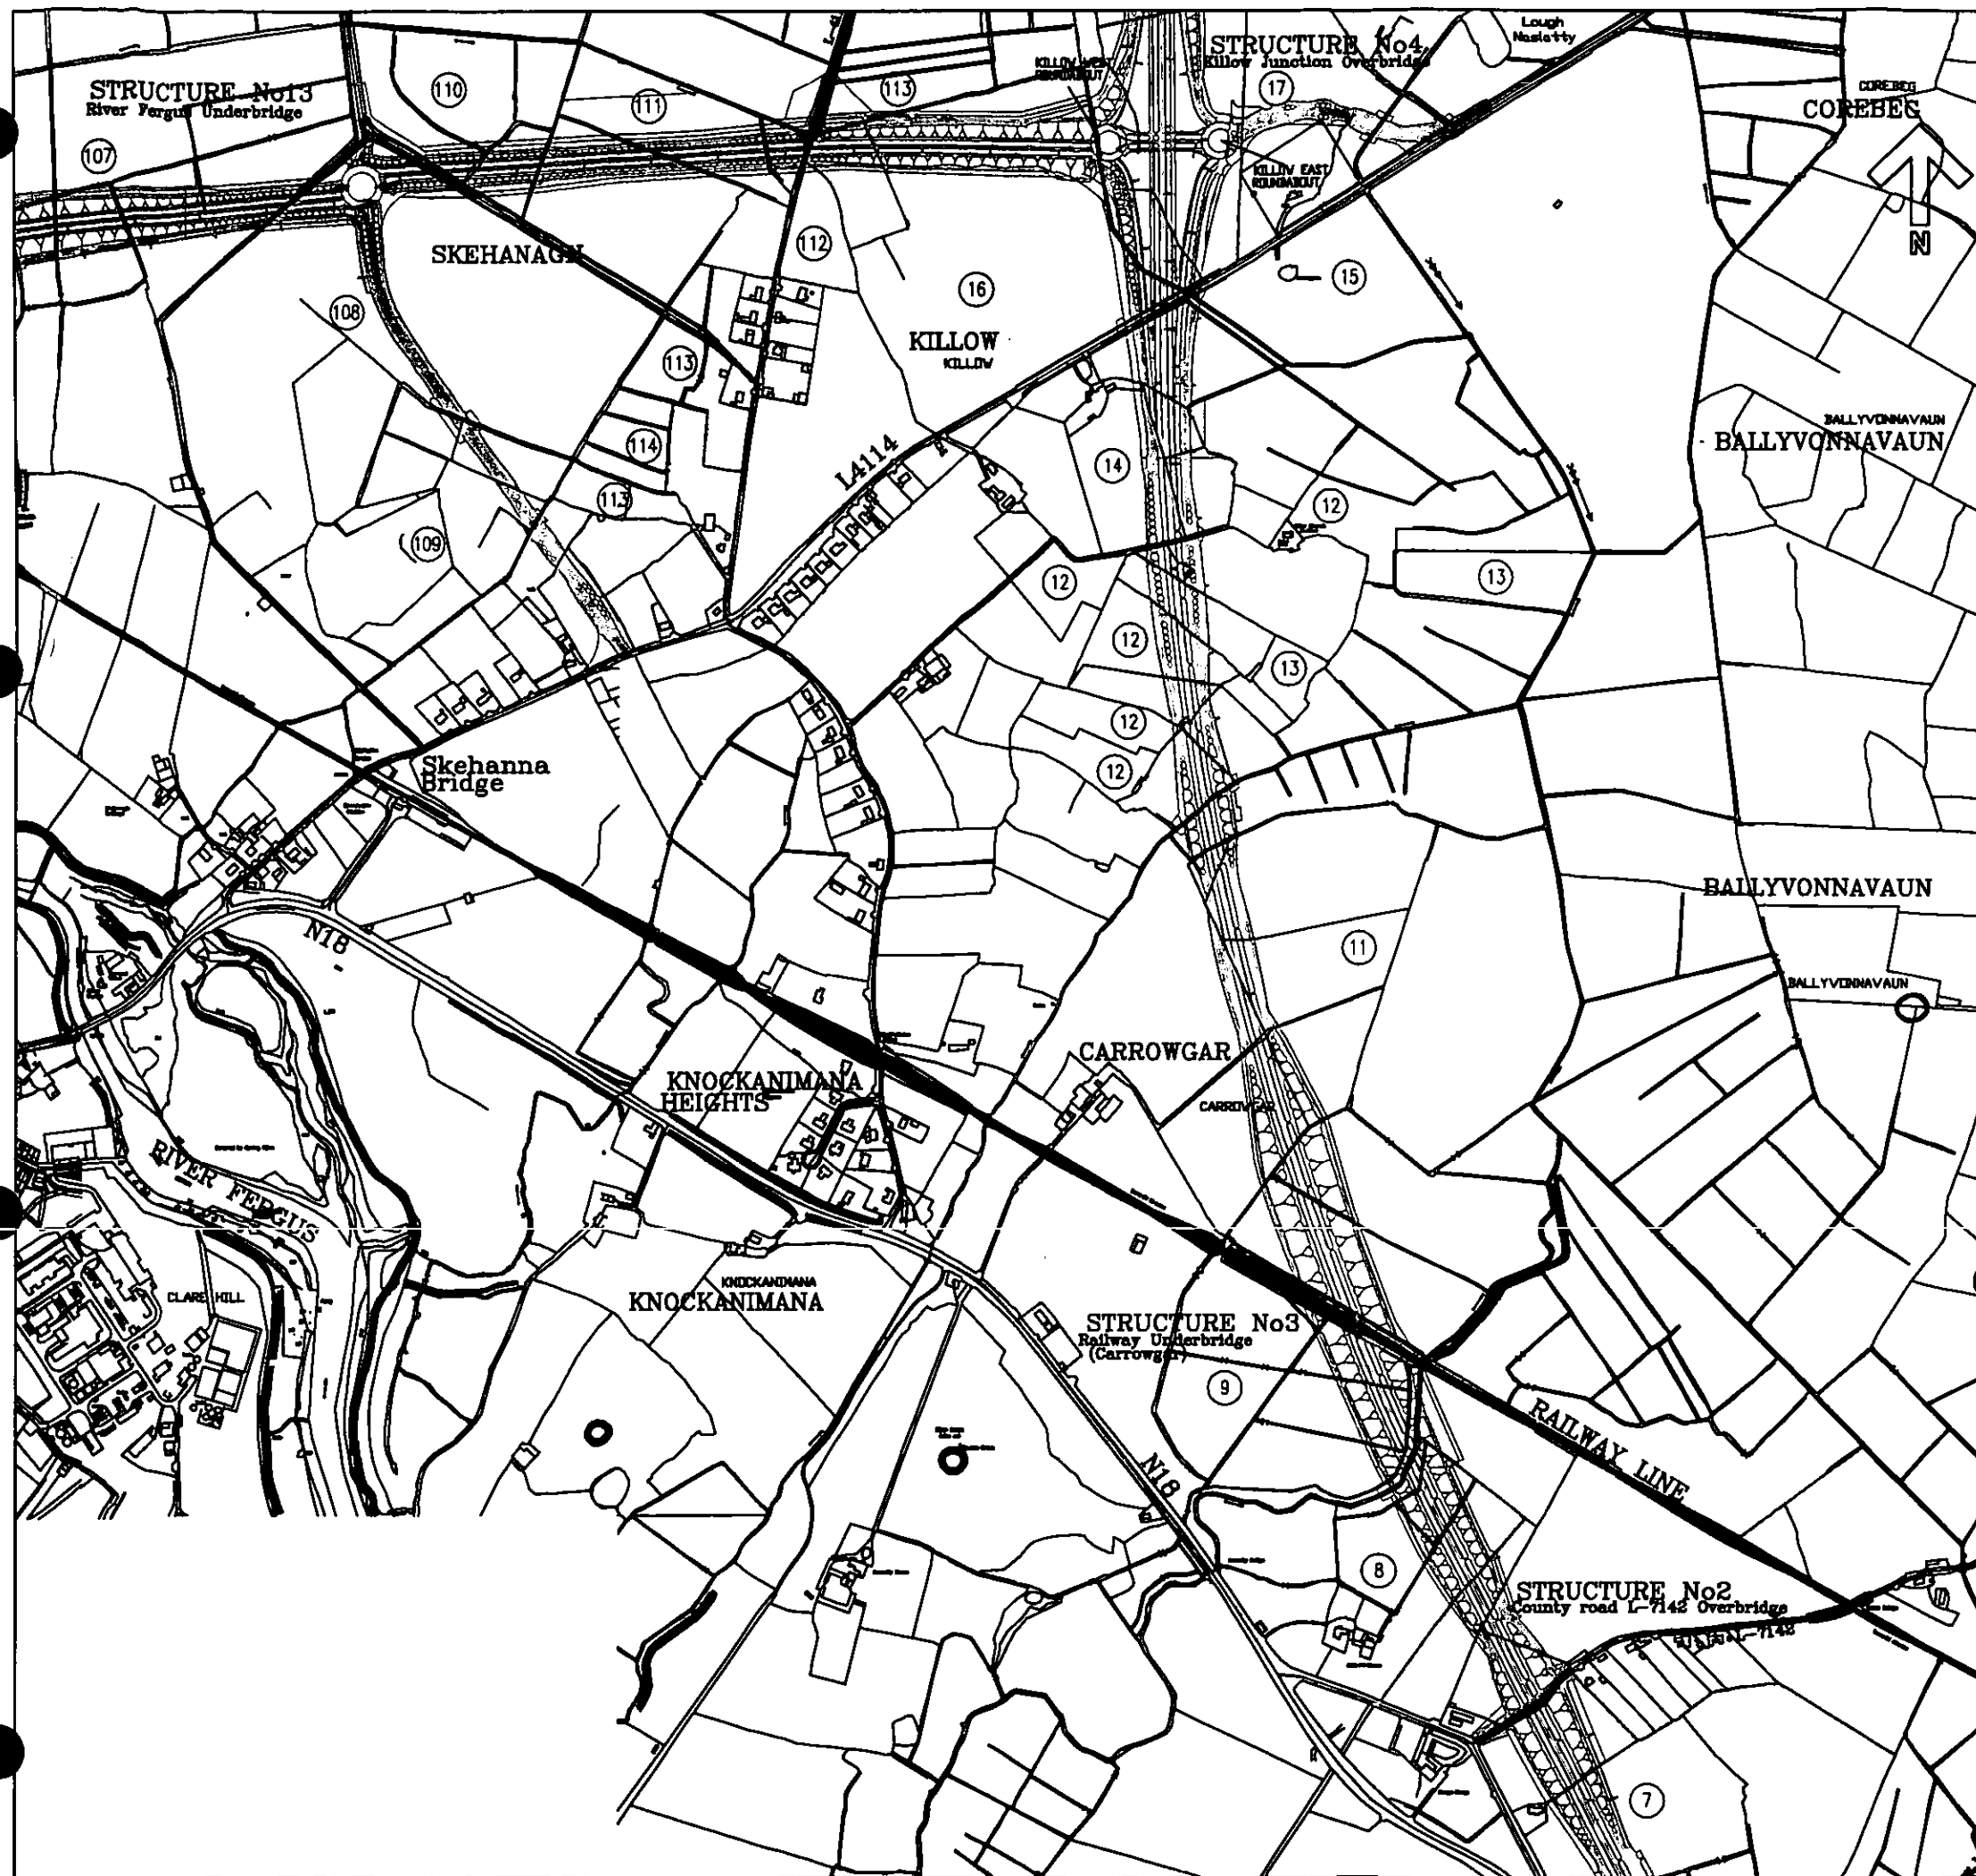 Lough
Naslatty
STRUCTURE No4
Killow Junction Overbridge
KILLOW WEST
ROUNDABOUT
STRUCTURE No13
River Fergus Underbridge
110
111
113
17
COREBEG
COREBEG
107
KILLOW EAST
ROUNDABOUT
N
SKEHANAGH
112
16
15
108
KILLOW
KILLOW
113
114
L4114
14
BALLYVONNAVAUN
BALLYVONNAVAUN
113
12
109
12
13
12
13
12
12
Skehanna
Bridge
BALLYVONNAVAUN
N18
11
BALLYVONNAVAUN
CARROWGAR
KNOCKANIMANA
HEIGHTS
CARROWGAR
RIVER FERGUS
CLARE HILL
KNOCKANIMANA
KNOCKANIMANA
STRUCTURE No3
Railway Underbridge
(Carrowgar)
9
RAILWAY LINE
N18
8
STRUCTURE No2
County road L-7142 Overbridge
L-7142
7